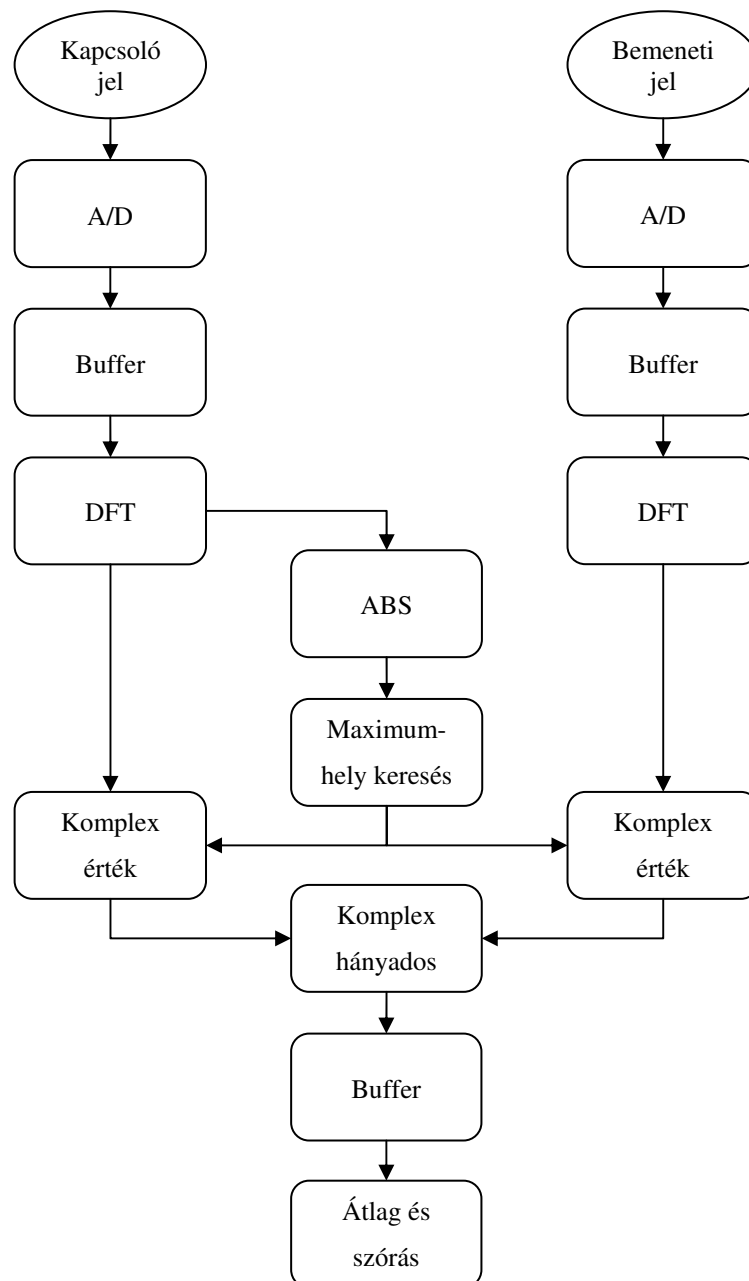 Kapcsoló
jel
Bemeneti
jel
A/D
A/D
Buffer
Buffer
DFT
DFT
ABS
Maximum-
hely keresés
Komplex
érték
Komplex
érték
Komplex
hányados
Buffer
Átlag és
szórás